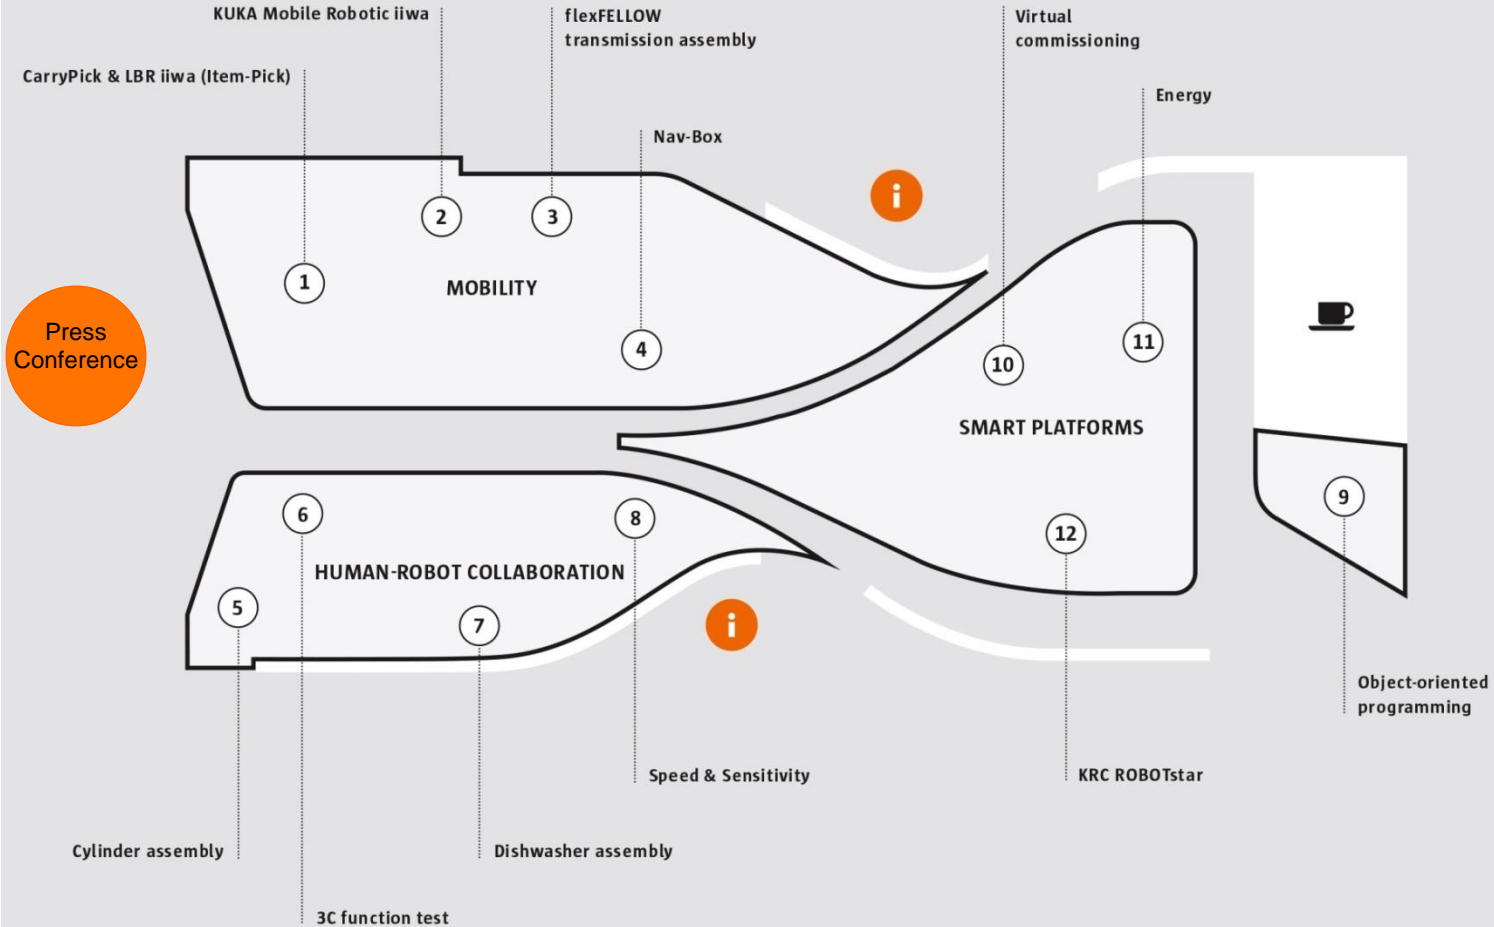 KUKA Mobile Robotic iiwa
flexFELLOW
transmission assembly
Virtual
commissioning
CarryPick & LBR iiwa (Item-Pick)
Energy
Nav-Box
i
2
3
1
MOBILITY
Press
Conference
4
10
11
SMART PLATFORMS
6
8
9
12
HUMAN-ROBOT COLLABORATION
5
7
i
Object-oriented
programming
Speed & Sensitivity
KRC ROBOTstar
Cylinder assembly
Dishwasher assembly
3C function test